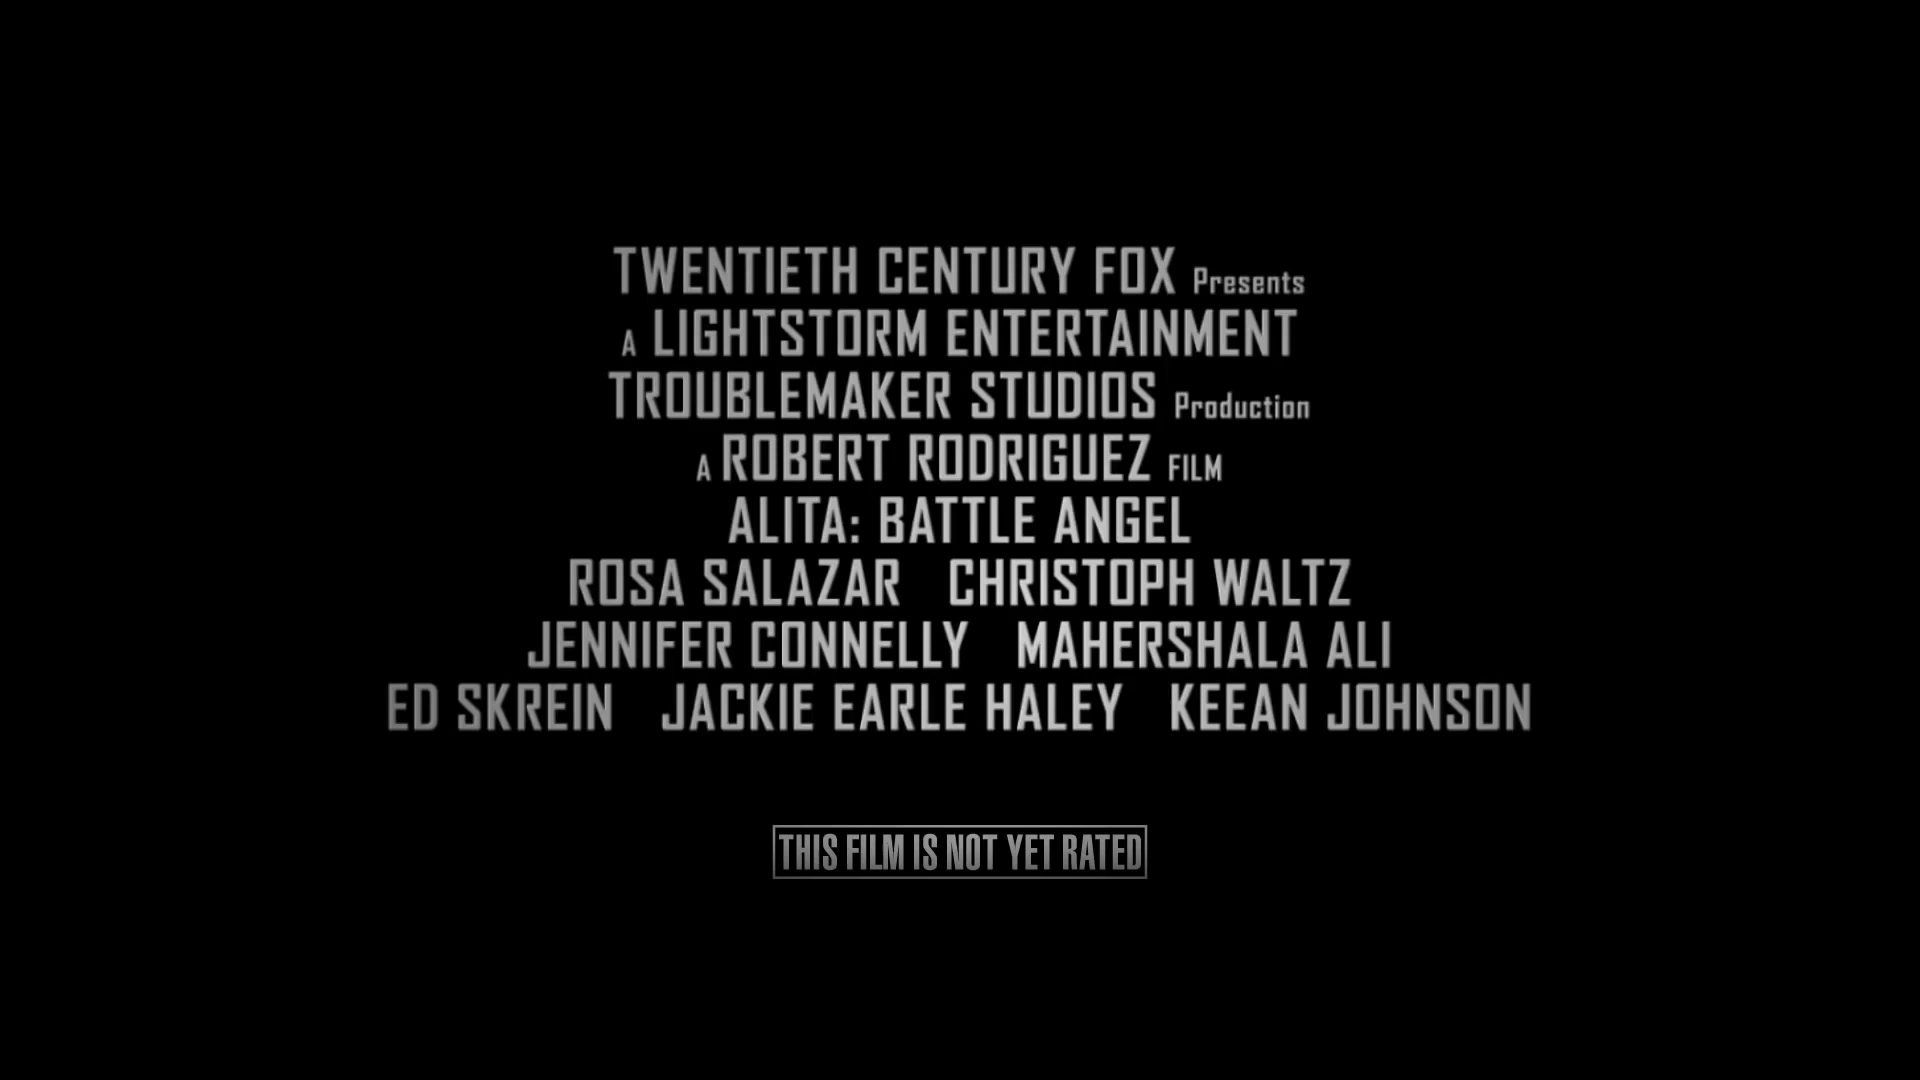 TWENTIETH CENTURY FOX Presents
A LIGHTSTORM ENTERTAINMENT
TROUBLEMAKER STUDIOS Production
A ROBERT RODRIGUEZ FILM
ALITA: BATTLE ANGEL
ROSA SALAZAR CHRISTOPH WALTZ
JENNIFER CONNELLY MAHERSHALA ALI
ED SKREIN JACKIE EARLE HALEY KEEAN JOHNSON
THIS FILM IS NOT YET RATED